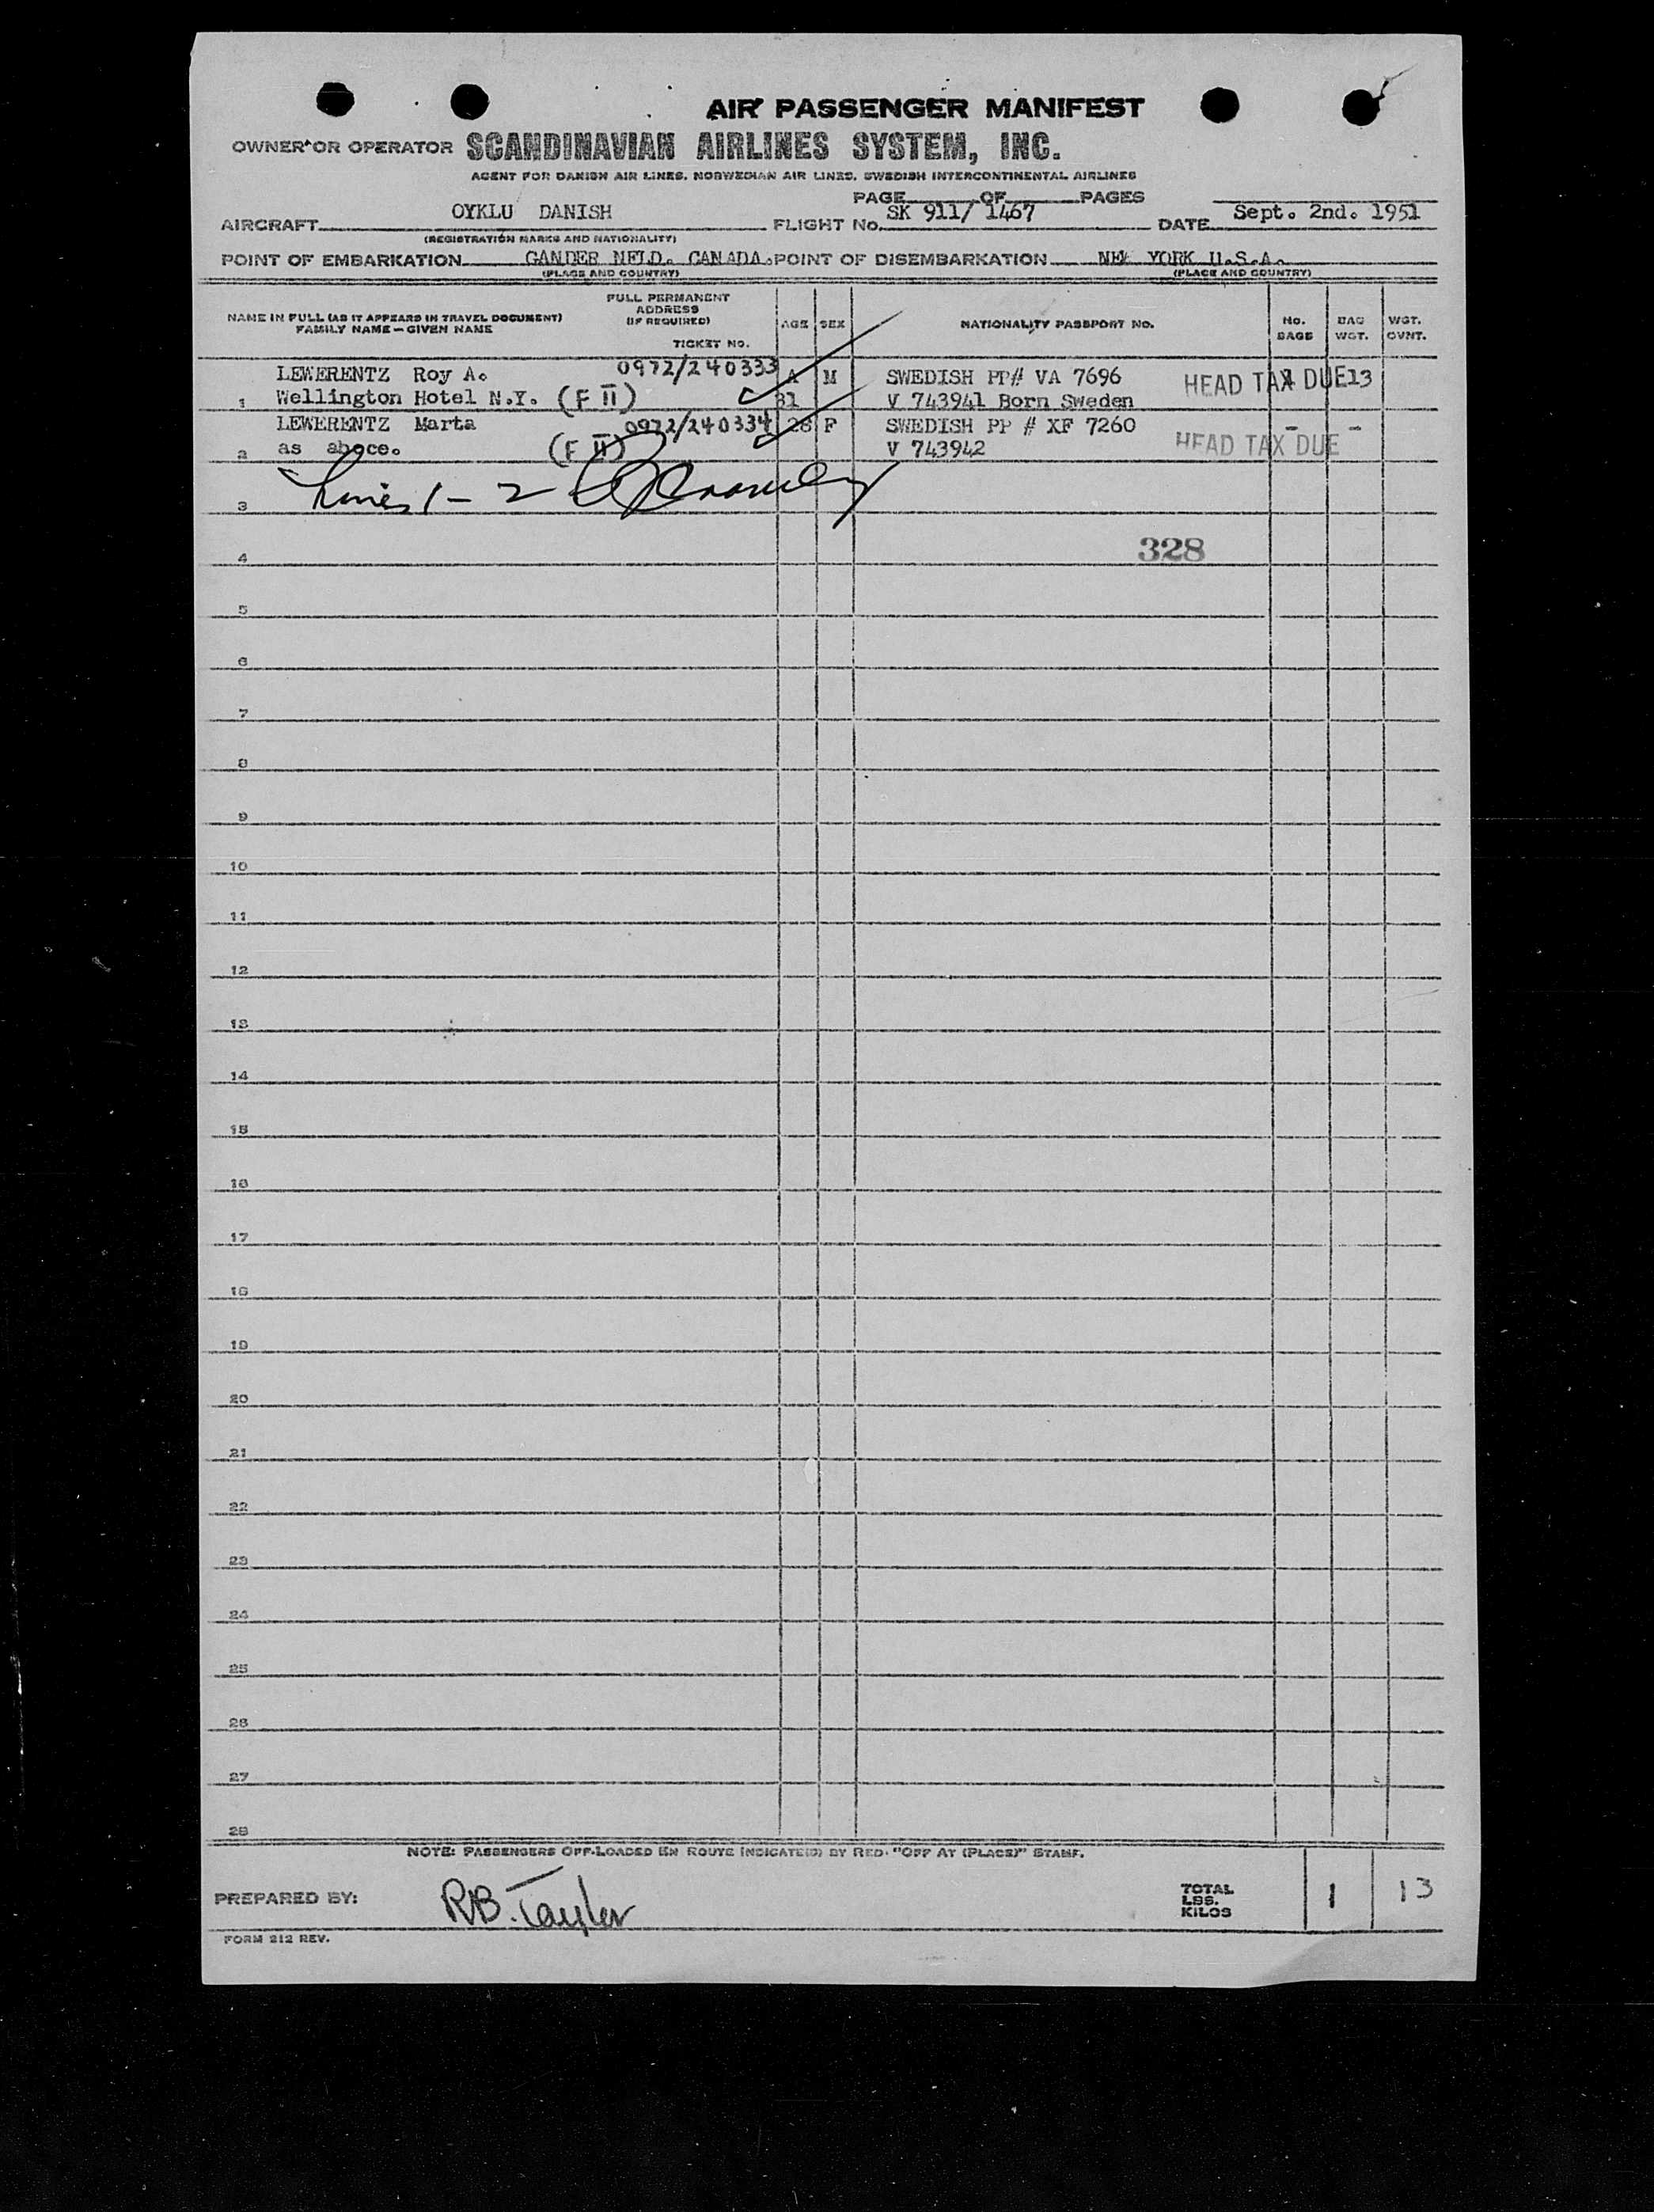 AIR PASSENGER MANIFEST
OWNER OR OPERATOR SCANDINAVIAN AIRLINES SYSTEM, INC.
AGENT FOR DANISH AIR LINES, NORWEGIAN AIR LINES, SWEDISH INTERCONTINENTAL AIRLINES
PAGE OF PAGES
AIRCRAFT OYKLU DANISH FLIGHT No. SK 911/ 1467 DATE Sept. 2nd. 1951
(REGISTRATION MARKS AND NATIONALITY)
POINT OF EMBARKATION GANDER NFLD. CANADA. POINT OF DISEMBARKATION NEW YORK U.S.A.
(PLACE AND COUNTRY) (PLACE AND COUNTRY)
NAME IN FULL (AS IT APPEARS IN TRAVEL DOCUMENT)
FAMILY NAME — GIVEN NAME
FULL PERMANENT
ADDRESS
(IF REQUIRED)
TICKET NO.
AGE SEX NATIONALITY PASSPORT NO.
No. BAGS
BAG WGT.
WGT. OVNT.
LEWERENTZ Roy A. 0972/240333 A M SWEDISH PP# VA 7696 HEAD TAX DUE 13
1 Wellington Hotel N.Y. (F II) 31 V 743941 Born Sweden
LEWERENTZ Marta 0972/240334 28 F SWEDISH PP # XF 7260 - -
2 as aboce. (F II) V 743942 HEAD TAX DUE
Lines 1 - 2
3
328
4
5
6
7
8
9
10
11
12
13
14
15
16
17
18
19
20
21
22
23
24
25
26
27
28
NOTE: PASSENGERS OFF-LOADED EN ROUTE INDICATE(D) BY RED "OFF AT (PLACE)" STAMP.
PREPARED BY: R.B. Taylor
TOTAL
LBS.
KILOS
1 13
FORM 212 REV.